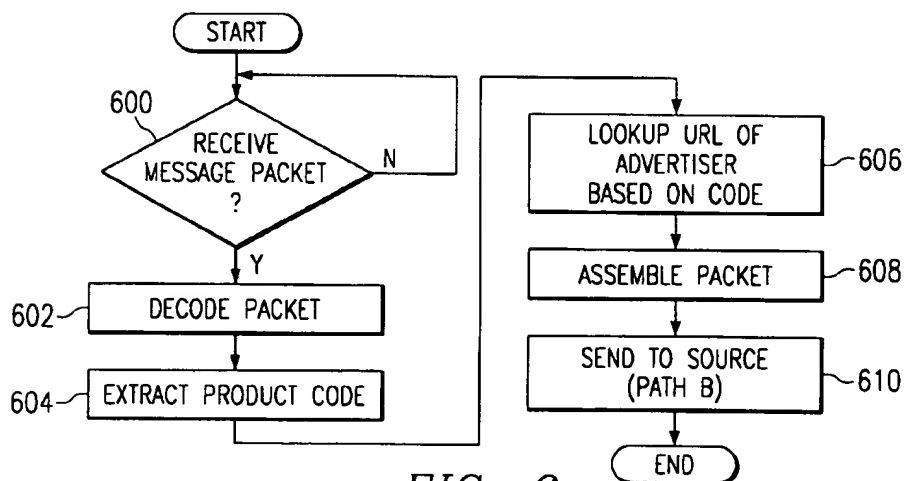 START
600
RECEIVE
MESSAGE PACKET
?
N
Y
602
DECODE PACKET
604
EXTRACT PRODUCT CODE
LOOKUP URL OF
ADVERTISER
BASED ON CODE
606
ASSEMBLE PACKET
608
SEND TO SOURCE
(PATH B)
610
END